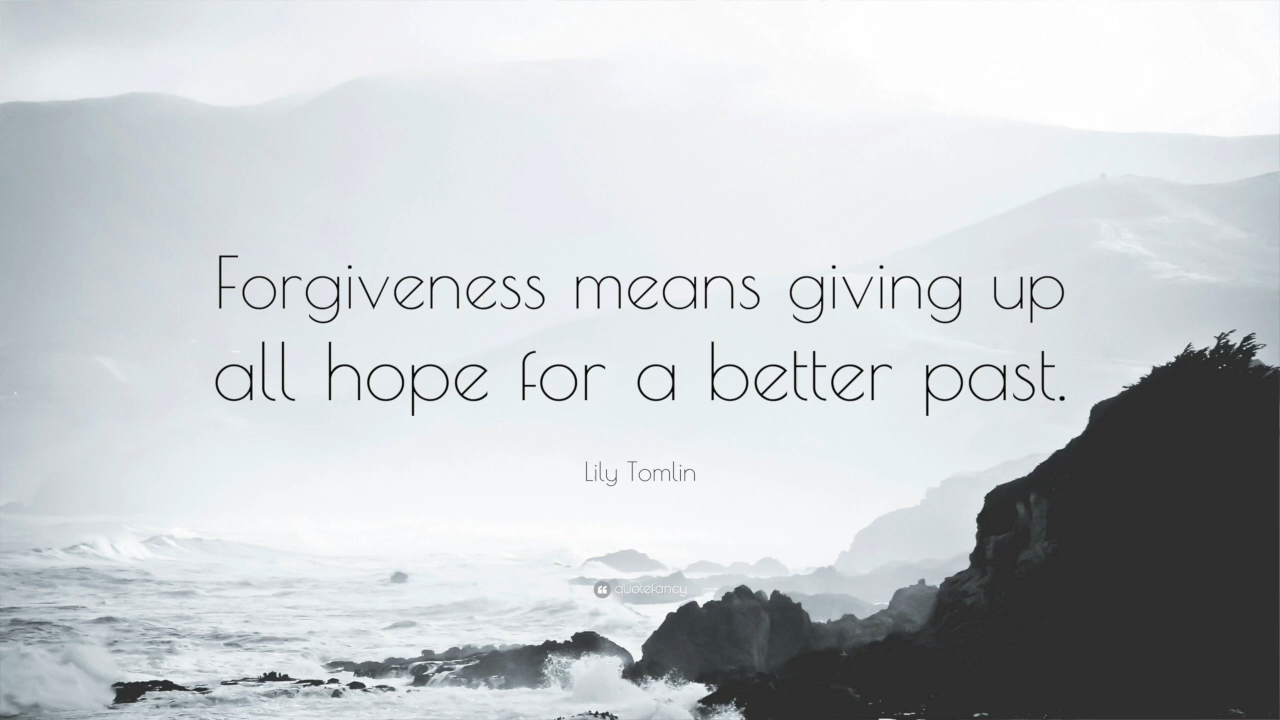 Forgiveness means giving up
all hope for a better past.
Lily Tomlin
quotefancy